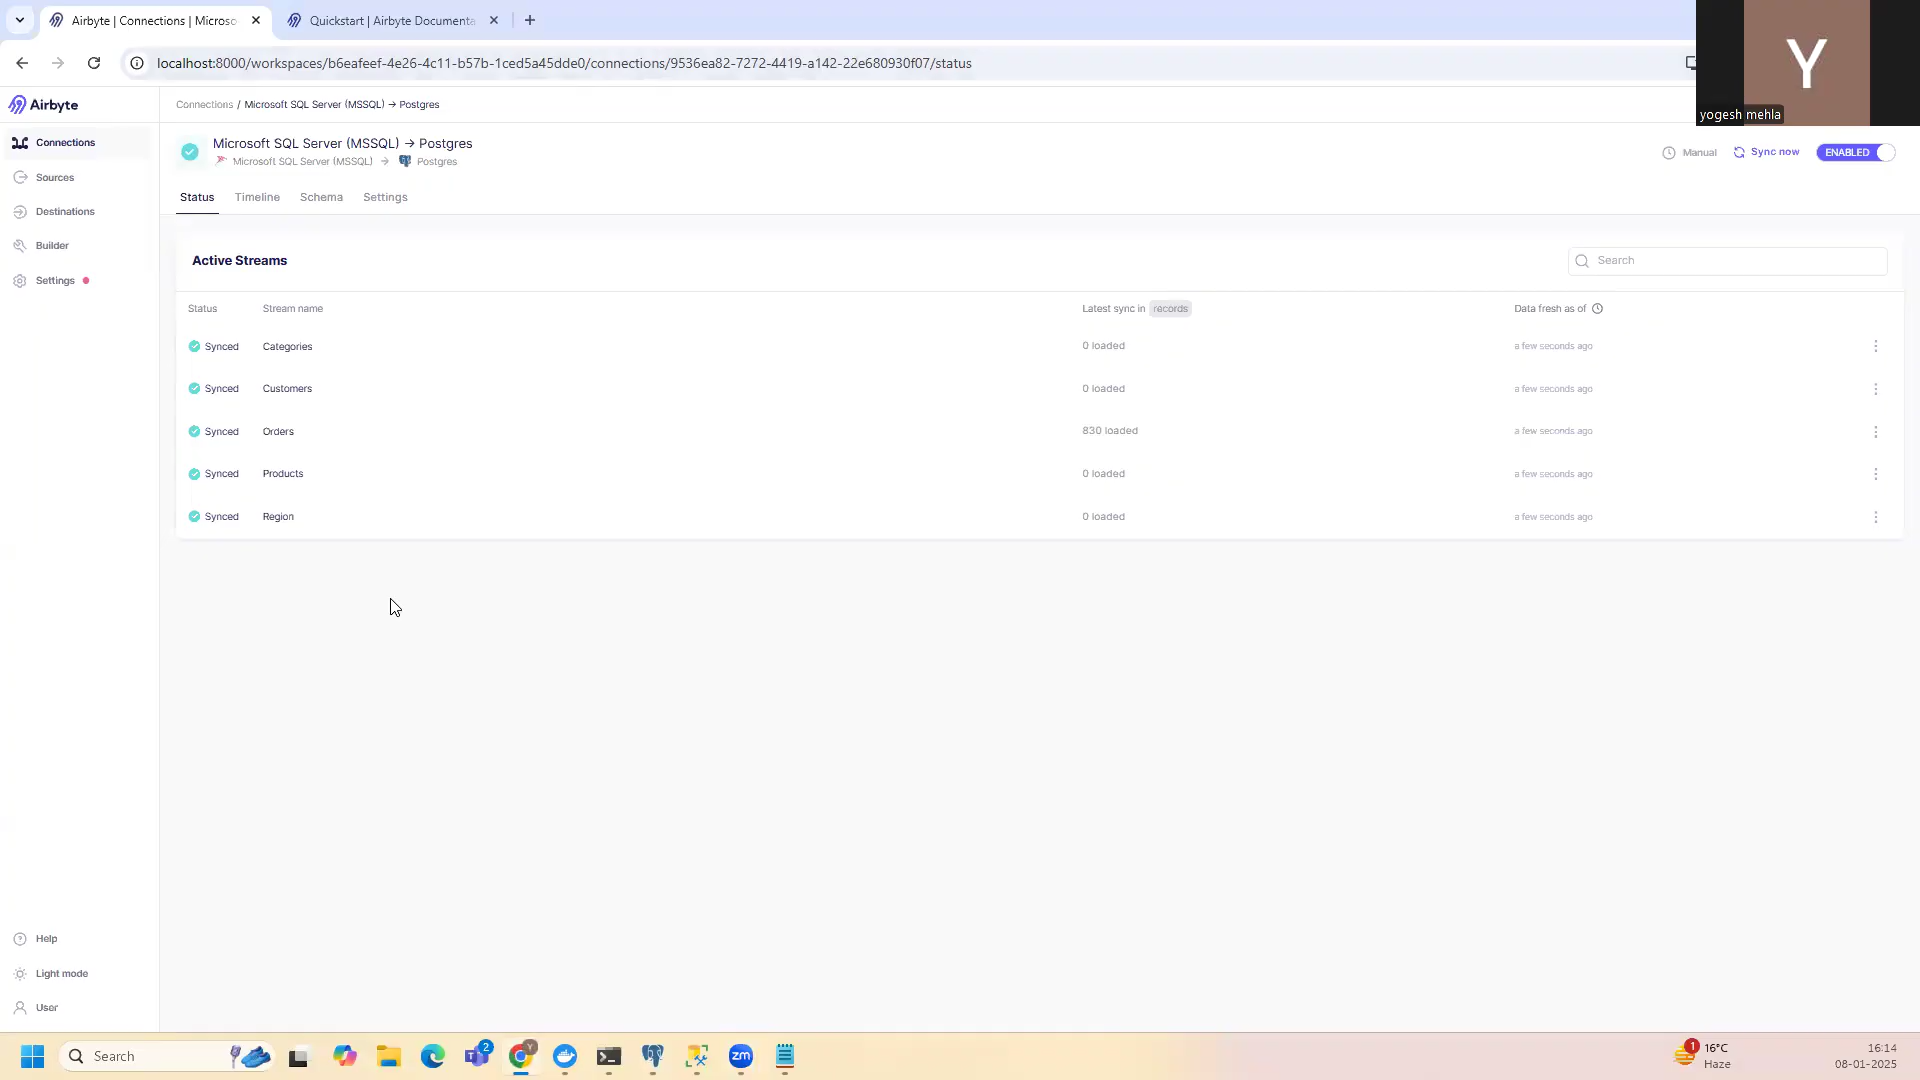 Airbyte | Connections | Microso
Quickstart | Airbyte Documenta
localhost:8000/workspaces/b6eafeef-4e26-4c11-b57b-1ced5a45dde0/connections/9536ea82-7272-4419-a142-22e680930f07/status
Y
yogesh mehla
Airbyte
Connections / Microsoft SQL Server (MSSQL) → Postgres
Connections
Sources
Destinations
Builder
Settings
Microsoft SQL Server (MSSQL) → Postgres
Microsoft SQL Server (MSSQL) → Postgres
Manual
Sync now
ENABLED
Status Timeline Schema Settings
Active Streams
Search
Status Stream name Latest sync in records Data fresh as of
Synced Categories 0 loaded a few seconds ago
Synced Customers 0 loaded a few seconds ago
Synced Orders 830 loaded a few seconds ago
Synced Products 0 loaded a few seconds ago
Synced Region 0 loaded a few seconds ago
Help
Light mode
User
Search
2
Y
zm
1
16°C
Haze
16:14
08-01-2025